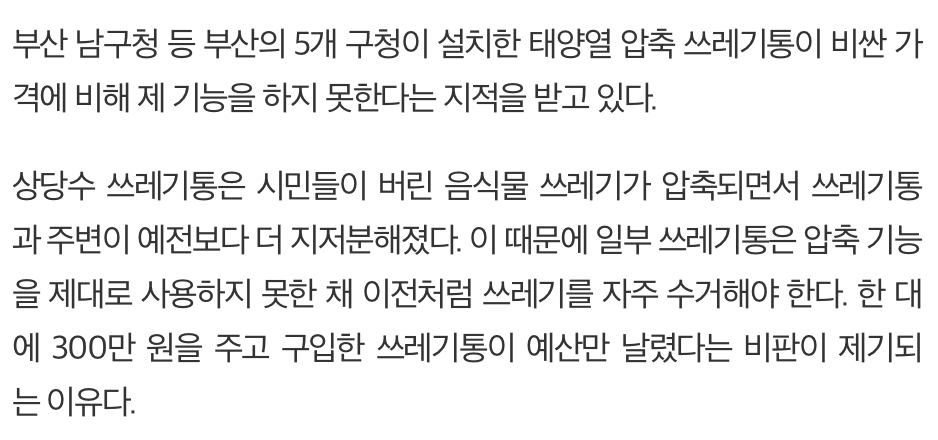 부산 남구청 등 부산의 5개 구청이 설치한 태양열 압축 쓰레기통이 비싼 가
격에 비해 제 기능을 하지 못한다는 지적을 받고 있다.
상당수 쓰레기통은 시민들이 버린 음식물 쓰레기가 압축되면서 쓰레기통
과 주변이 예전보다 더 지저분해졌다. 이 때문에 일부 쓰레기통은 압축 기능
을 제대로 사용하지 못한 채 이전처럼 쓰레기를 자주 수거해야 한다. 한 대
에 300만 원을 주고 구입한 쓰레기통이 예산만 날렸다는 비판이 제기되
는 이유다.